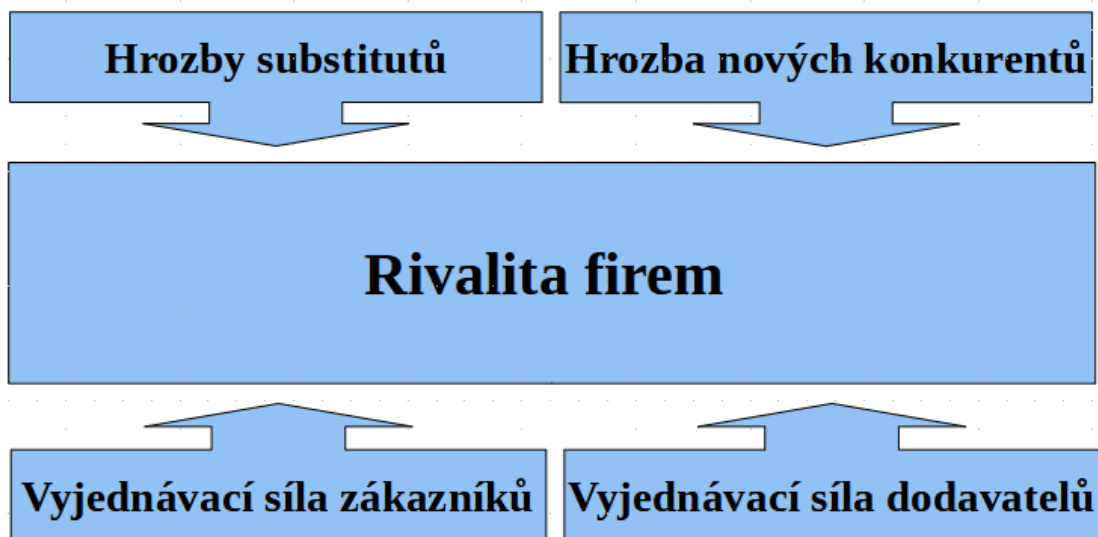 Hrozby substitutů
Hrozba nových konkurentů
Rivalita firem
Vyjednávací síla zákazníků
Vyjednávací síla dodavatelů